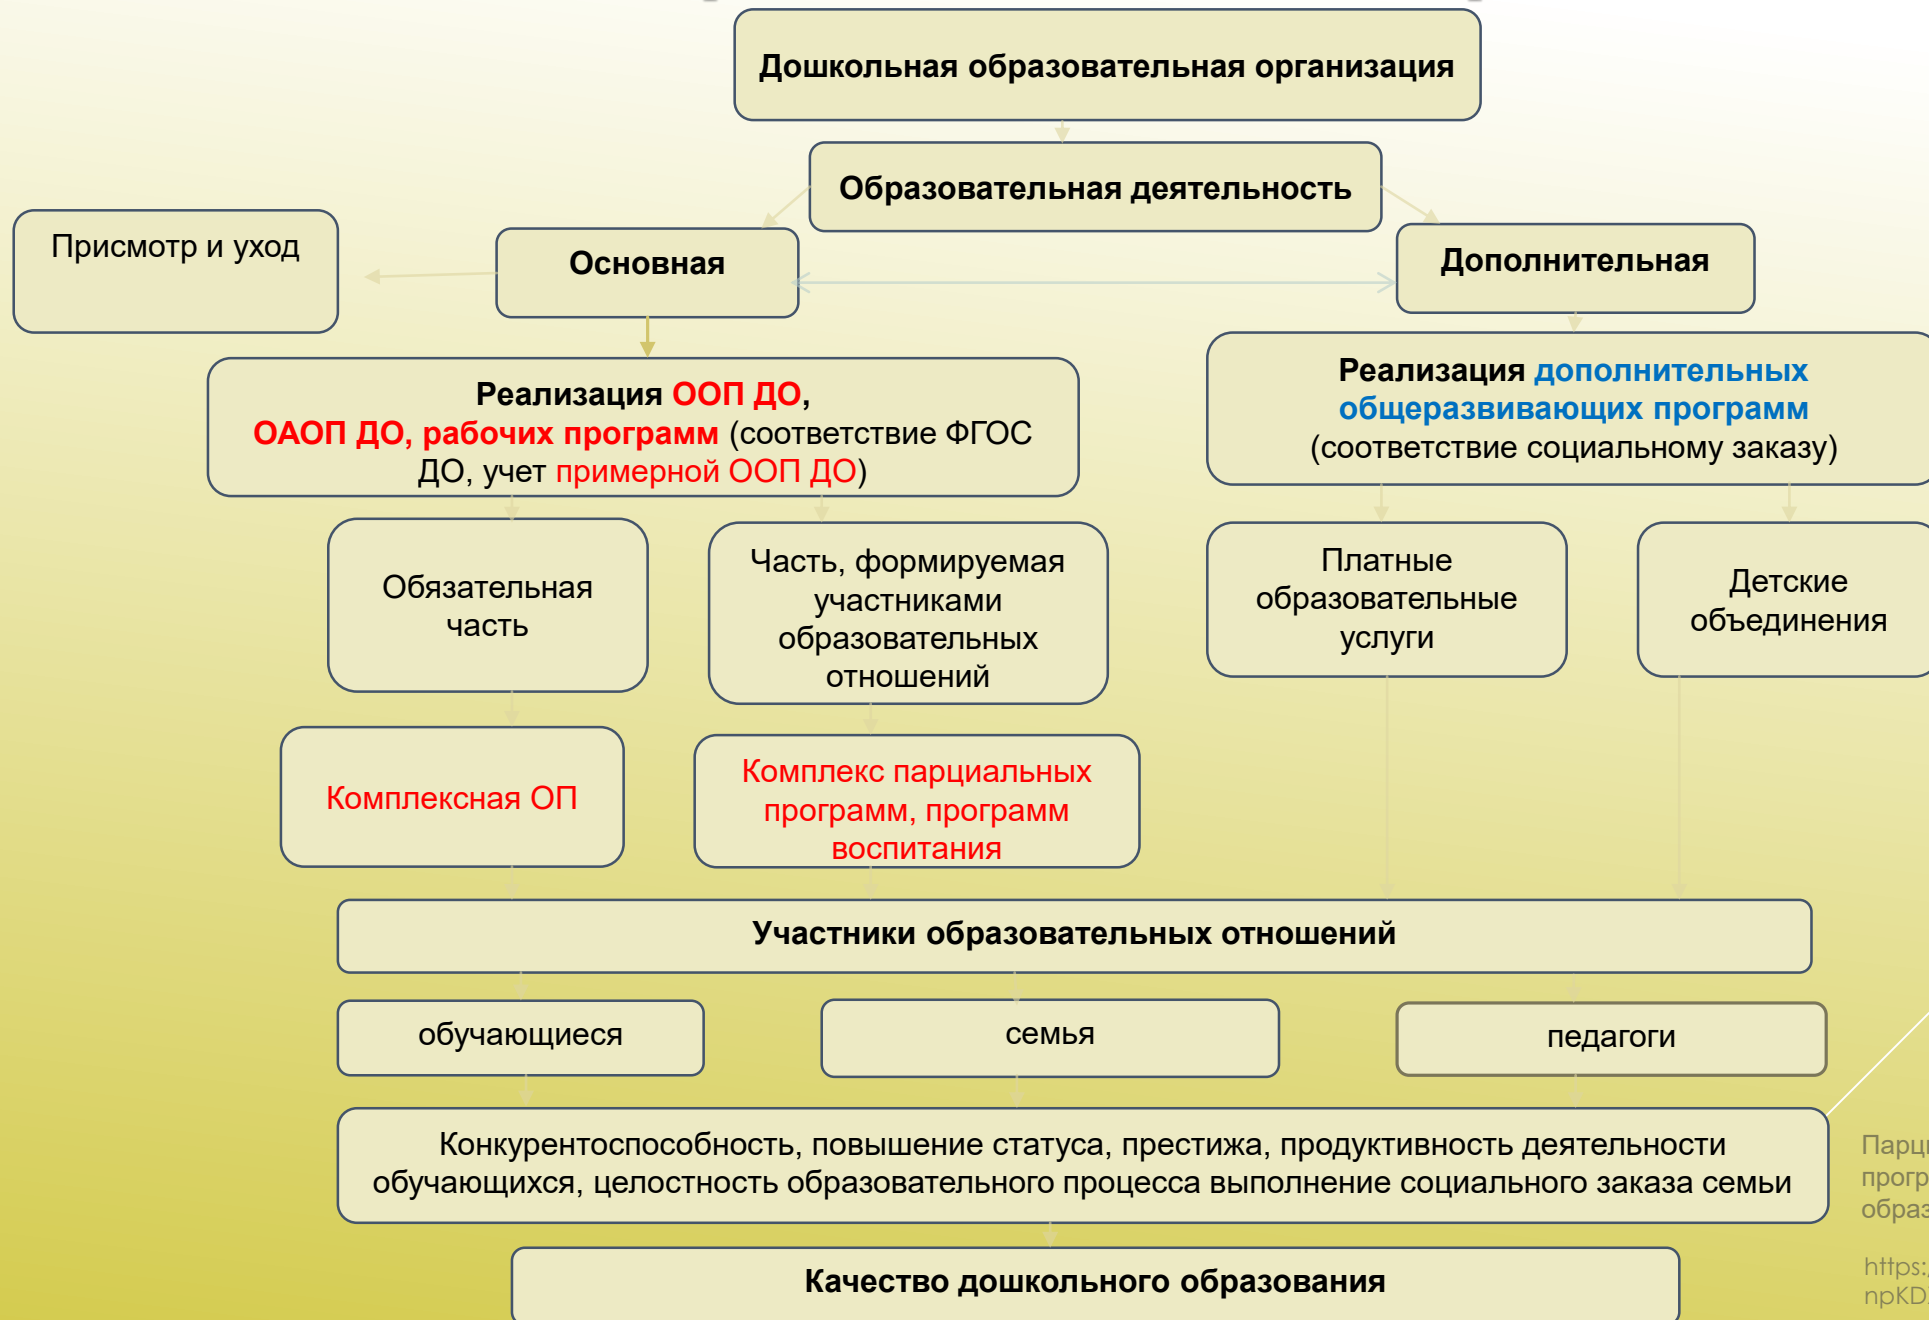 Дошкольная образовательная организация
Образовательная деятельность
Присмотр и уход
Основная
Дополнительная
Реализация ООП ДО,
ОАОП ДО, рабочих программ (соответствие ФГОС
ДО, учет примерной ООП ДО)
Реализация дополнительных
общеразвивающих программ
(соответствие социальному заказу)
Обязательная
часть
Часть, формируемая
участниками
образовательных
отношений
Платные
образовательные
услуги
Детские
объединения
Комплексная ОП
Комплекс парциальных
программ, программ
воспитания
Участники образовательных отношений
обучающиеся
семья
педагоги
Конкурентоспособность, повышение статуса, престижа, продуктивность деятельности
обучающихся, целостность образовательного процесса выполнение социального заказа семьи
Качество дошкольного образования